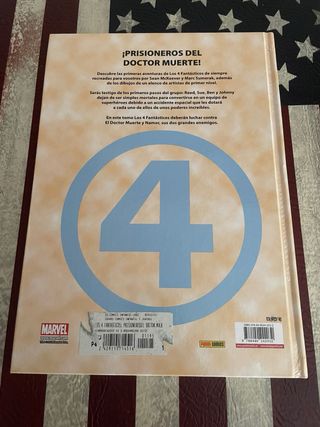 ¡PRISIONEROS DEL
DOCTOR MUERTE!
Descubre las primeras aventuras de Los 4 Fantásticos de siempre
recreadas para vosotros por Sean McKeever y Marc Sumerak, además
de los dibujos de un elenco de artistas de primer nivel.
Serás testigo de los primeros pasos del grupo: Reed, Sue, Ben y Johnny
dejan de ser simples mortales para convertirse en un equipo de
superhéroes debido a un accidente especial que les dotará
a cada uno de ellos de unos poderes increíbles.
En este tomo Los 4 Fantásticos deberán luchar contra
El Doctor Muerte y Namor, sus dos grandes enemigos.
4
MARVEL
PANINI COMICS